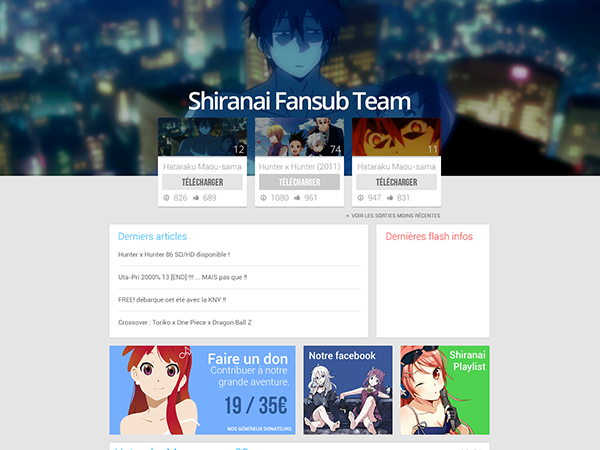 Shiranai Fansub Team
12
74
11
Hataraku Maou-sama
Hunter x Hunter (2011)
Hataraku Maou-sama
TÉLÉCHARGER
TÉLÉCHARGER
TÉLÉCHARGER
826 689
1080 961
947 831
+ VOIR LES SORTIES MOINS RÉCENTES
Derniers articles
Dernières flash infos
Hunter x Hunter 86 SD/HD disponible !
Uta-Pri 2000% 13 [END] !!! ... MAIS pas que !!
FREE! débarque cet été avec la KNY !!
Crossover : Toriko x One Piece x Dragon Ball Z
Faire un don
Contribuer à notre
grande aventure.
19 / 35€
NOS GÉNÉREUX DONATEURS
Notre facebook
Shiranai
Playlist